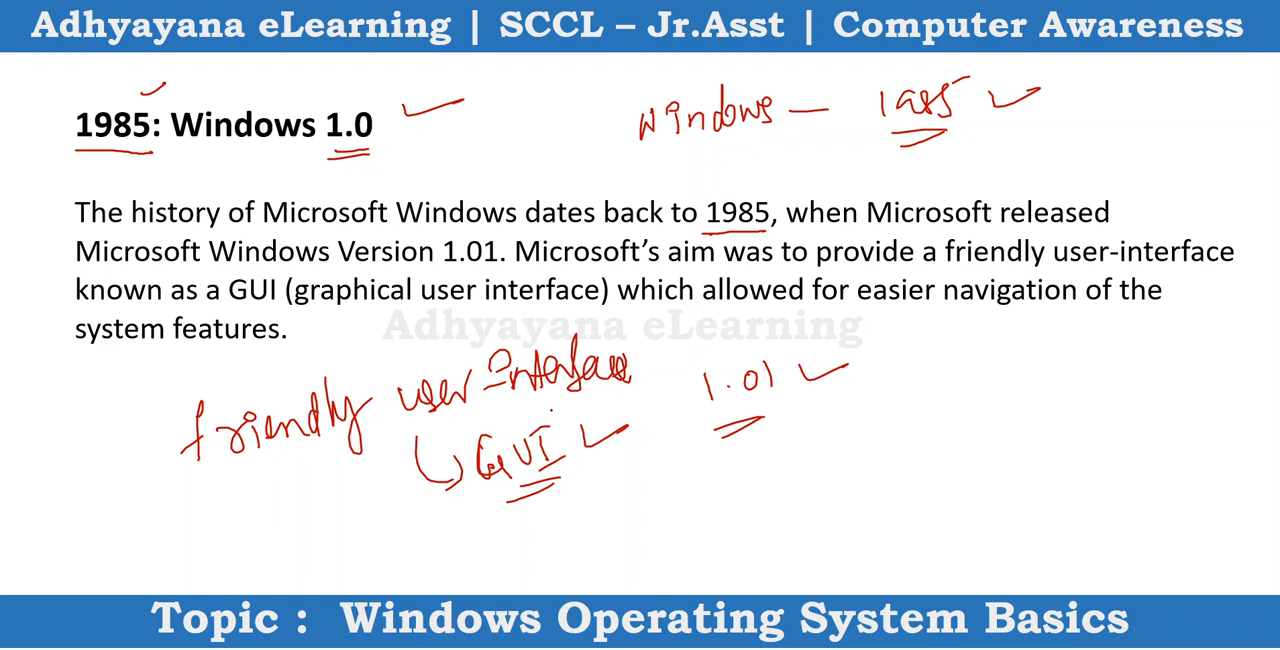 Adhyayana eLearning | SCCL – Jr.Asst | Computer Awareness
1985: Windows 1.0
Windows – 1985
The history of Microsoft Windows dates back to 1985, when Microsoft released
Microsoft Windows Version 1.01. Microsoft’s aim was to provide a friendly user-interface
known as a GUI (graphical user interface) which allowed for easier navigation of the
system features.
Adhyayana eLearning
friendly user Interface
1.01
GUI
Topic : Windows Operating System Basics